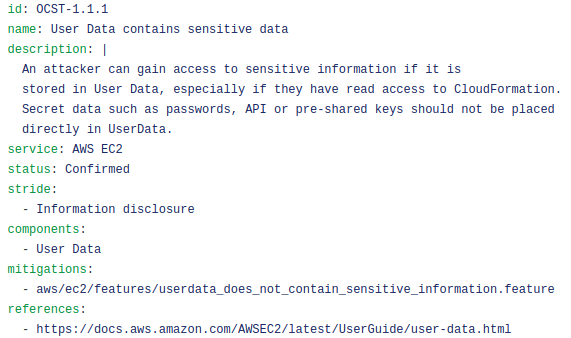 id: OCST-1.1.1
name: User Data contains sensitive data
description: |
  An attacker can gain access to sensitive information if it is
  stored in User Data, especially if they have read access to CloudFormation.
  Secret data such as passwords, API or pre-shared keys should not be placed
  directly in UserData.
service: AWS EC2
status: Confirmed
stride:
  - Information disclosure
components:
  - User Data
mitigations:
  - aws/ec2/features/userdata_does_not_contain_sensitive_information.feature
references:
  - https://docs.aws.amazon.com/AWSEC2/latest/UserGuide/user-data.html